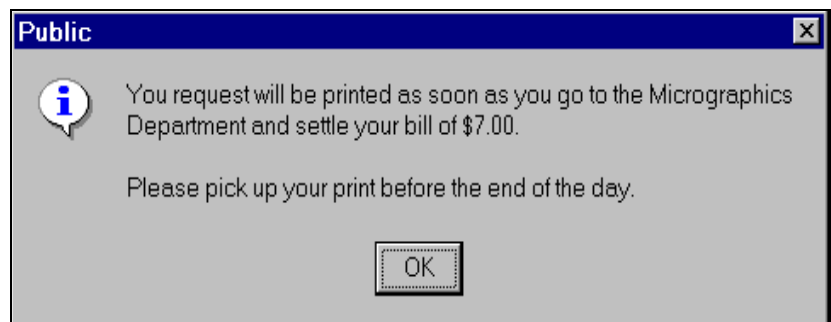 Public
You request will be printed as soon as you go to the Micrographics
Department and settle your bill of $7.00.
Please pick up your print before the end of the day.
OK